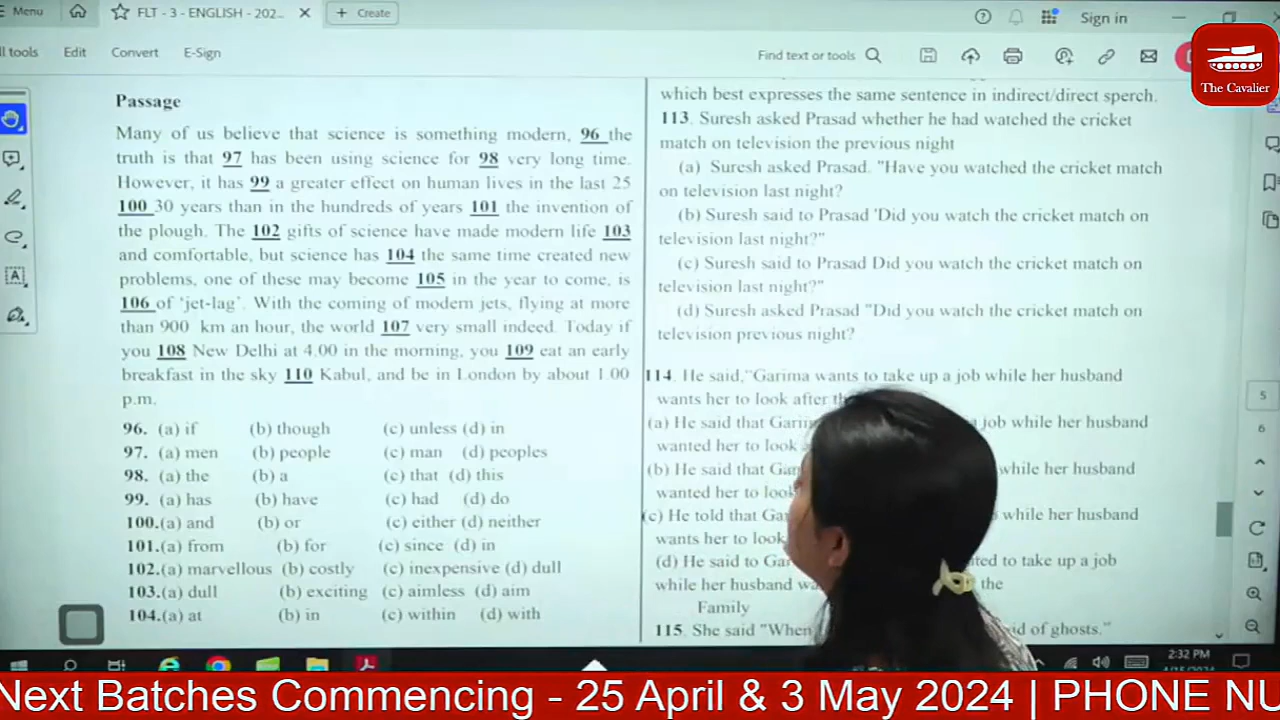 Menu
FLT - 3 - ENGLISH - 202...
Create
Sign in
ll tools
Edit
Convert
E-Sign
Find text or tools
The Cavalier
Passage
Many of us believe that science is something modern, 96 the
truth is that 97 has been using science for 98 very long time.
However, it has 99 a greater effect on human lives in the last 25
100 30 years than in the hundreds of years 101 the invention of
the plough. The 102 gifts of science have made modern life 103
and comfortable, but science has 104 the same time created new
problems, one of these may become 105 in the year to come, is
106 of 'jet-lag'. With the coming of modern jets, flying at more
than 900 km an hour, the world 107 very small indeed. Today if
you 108 New Delhi at 4.00 in the morning, you 109 eat an early
breakfast in the sky 110 Kabul, and be in London by about 1.00
p.m.
96. (a) if (b) though (c) unless (d) in
97. (a) men (b) people (c) man (d) peoples
98. (a) the (b) a (c) that (d) this
99. (a) has (b) have (c) had (d) do
100.(a) and (b) or (c) either (d) neither
101.(a) from (b) for (c) since (d) in
102.(a) marvellous (b) costly (c) inexpensive (d) dull
103.(a) dull (b) exciting (c) aimless (d) aim
104.(a) at (b) in (c) within (d) with
which best expresses the same sentence in indirect/direct sperch.
113. Suresh asked Prasad whether he had watched the cricket
match on television the previous night
(a) Suresh asked Prasad. "Have you watched the cricket match
on television last night?
(b) Suresh said to Prasad 'Did you watch the cricket match on
television last night?"
(c) Suresh said to Prasad Did you watch the cricket match on
television last night?"
(d) Suresh asked Prasad "Did you watch the cricket match on
television previous night?
114. He said,"Garima wants to take up a job while her husband
wants her to look after
(a) He said that job while her husband
wanted her to look
(b) He said that while her husband
wanted her to
(c) He told that while her husband
wants her to look
(d) He said to to take up a job
while her husband the
Family
115. She said "When of ghosts."
5
6
2:32 PM
Next Batches Commencing - 25 April & 3 May 2024 | PHONE NU